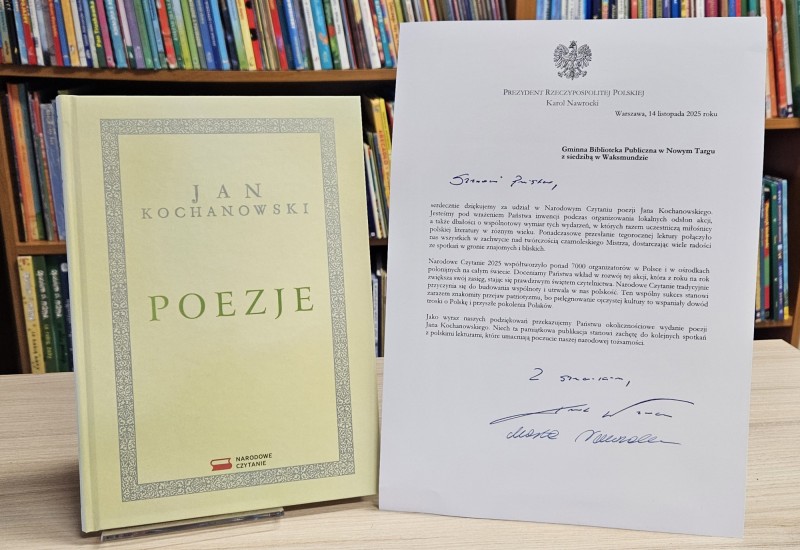 JAN
KOCHANOWSKI
POEZJE
NARODOWE
CZYTANIE
PREZYDENT RZECZYPOSPOLITEJ POLSKIEJ
Karol Nawrocki
Warszawa, 14 listopada 2025 roku
Gminna Biblioteka Publiczna w Nowym Targu
z siedzibą w Waksmundzie
Szanowni Państwo,
serdecznie dziękujemy za udział w Narodowym Czytaniu poezji Jana Kochanowskiego.
Jesteśmy pod wrażeniem Państwa inwencji podczas organizowania lokalnych odsłon akcji,
a także dbałości o wspólnotowy wymiar tych wydarzeń, w których razem uczestniczą miłośnicy
polskiej literatury w różnym wieku. Ponadczasowe przesłanie tegorocznej lektury połączyło
nas wszystkich w zachwycie nad twórczością czarnoleskiego Mistrza, dostarczając wiele radości
ze spotkań w gronie znajomych i bliskich.
Narodowe Czytanie 2025 współtworzyło ponad 7000 organizatorów w Polsce i w ośrodkach
polonijnych na całym świecie. Doceniamy Państwa wkład w rozwój tej akcji, która z roku na rok
zwiększa swój zasięg, stając się prawdziwym świętem czytelnictwa. Narodowe Czytanie tradycyjnie
przyczynia się do budowania wspólnoty i utrwala w nas polskość. Ten wspólny sukces stanowi
zarazem znakomity przejaw patriotyzmu, bo pielęgnowanie ojczystej kultury to wspaniały dowód
troski o Polskę i przyszłe pokolenia Polaków.
Jako wyraz naszych podziękowań przekazujemy Państwu okolicznościowe wydanie poezji
Jana Kochanowskiego. Niech ta pamiątkowa publikacja stanowi zachętę do kolejnych spotkań
z polskimi lekturami, które umacniają poczucie naszej narodowej tożsamości.
Z szacunkiem,
Marta Nawrocka